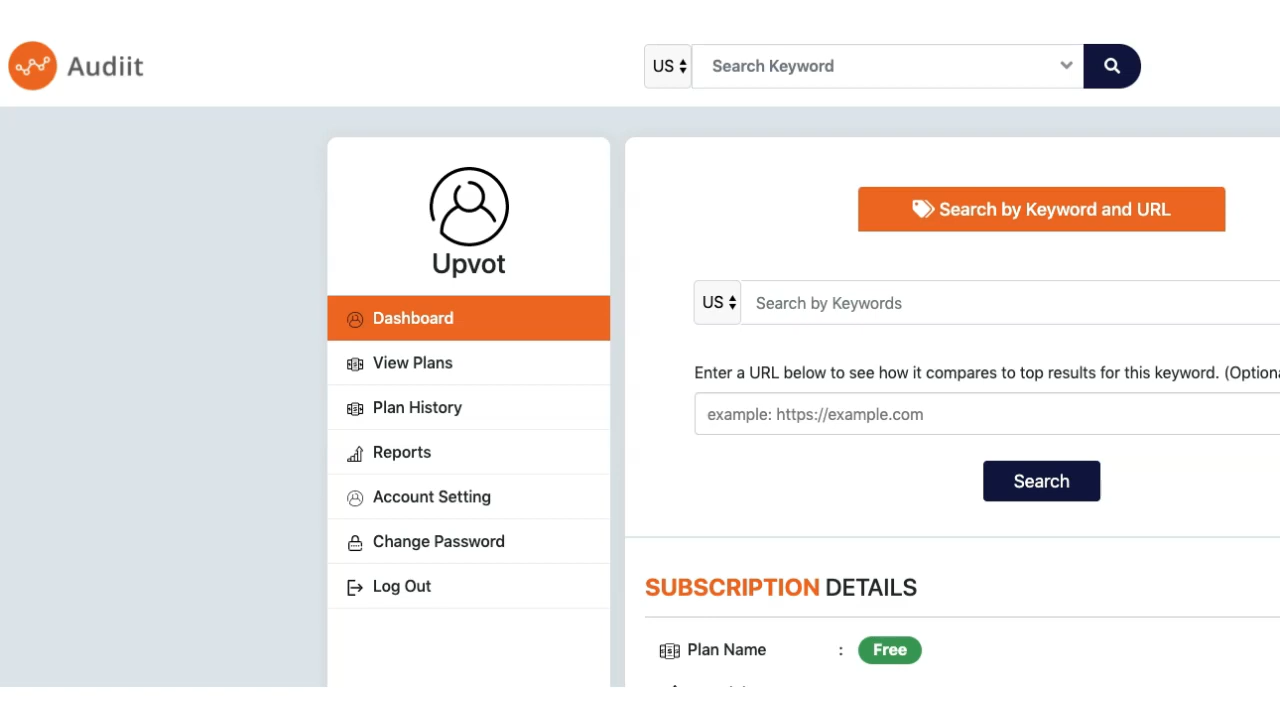 Audiit
US Search Keyword
Upvot
Dashboard
View Plans
Plan History
Reports
Account Setting
Change Password
Log Out
Search by Keyword and URL
US Search by Keywords
Enter a URL below to see how it compares to top results for this keyword. (Optiona
example: https://example.com
Search
SUBSCRIPTION DETAILS
Plan Name : Free